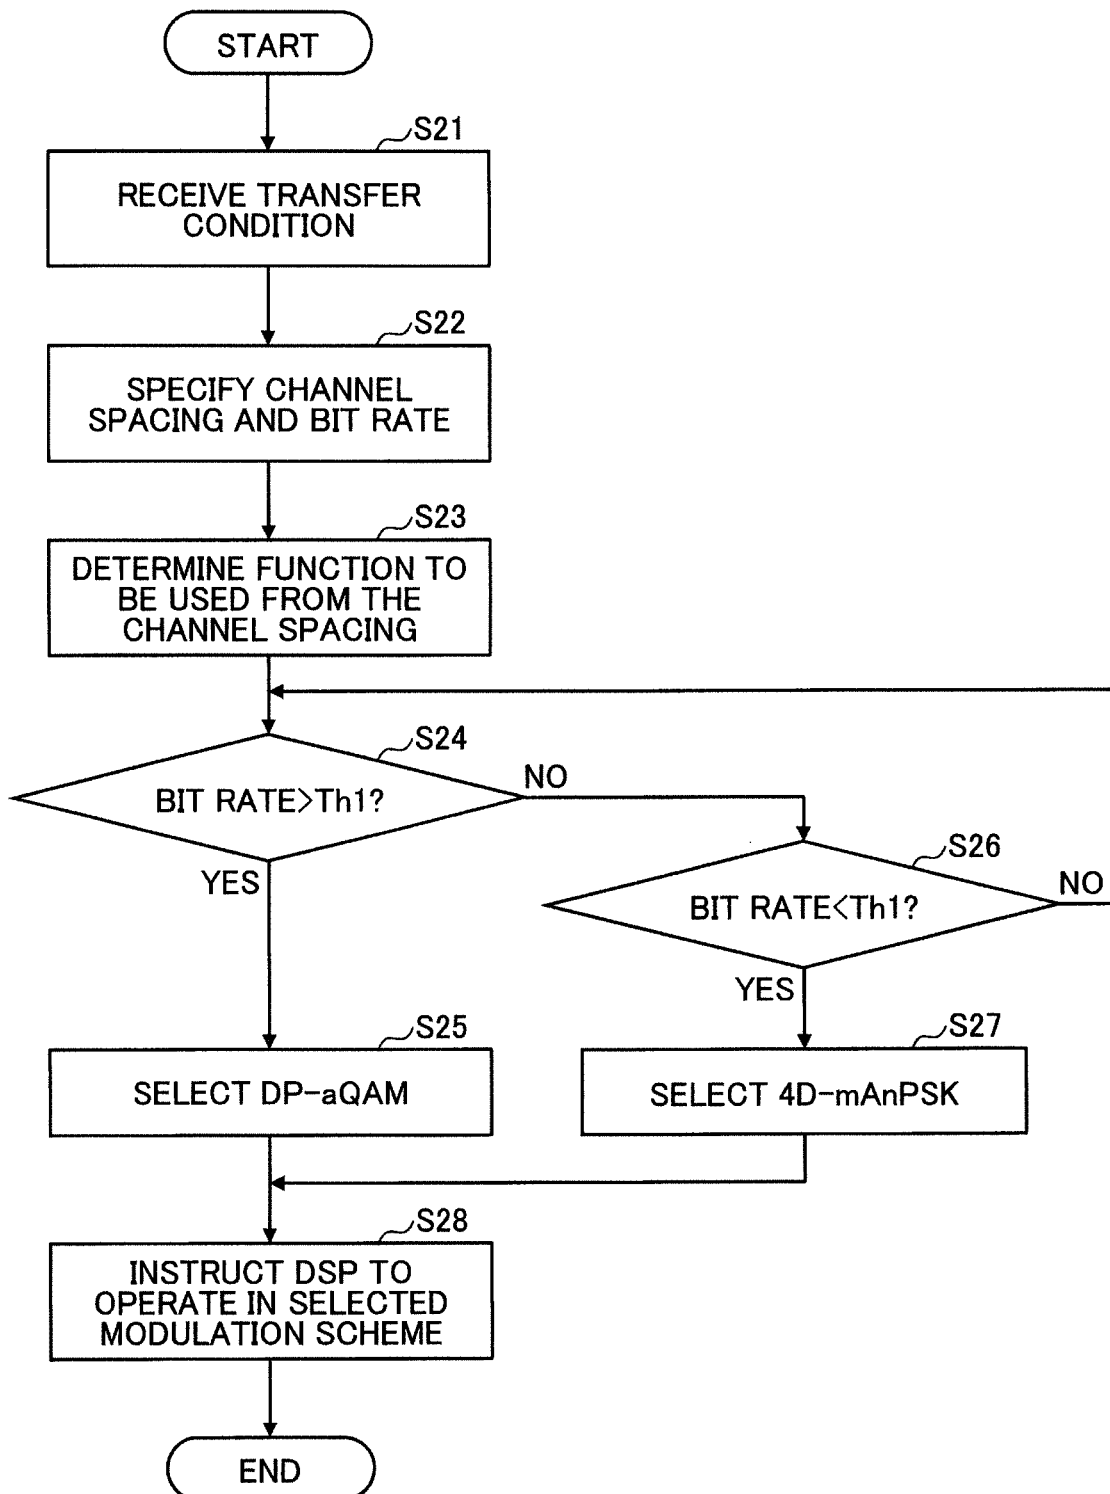 START
S21
RECEIVE TRANSFER
CONDITION
S22
SPECIFY CHANNEL
SPACING AND BIT RATE
S23
DETERMINE FUNCTION TO
BE USED FROM THE
CHANNEL SPACING
S24
BIT RATE>Th1?
NO
YES
S26
BIT RATE<Th1?
NO
YES
S25
SELECT DP-aQAM
S27
SELECT 4D-mAnPSK
S28
INSTRUCT DSP TO
OPERATE IN SELECTED
MODULATION SCHEME
END